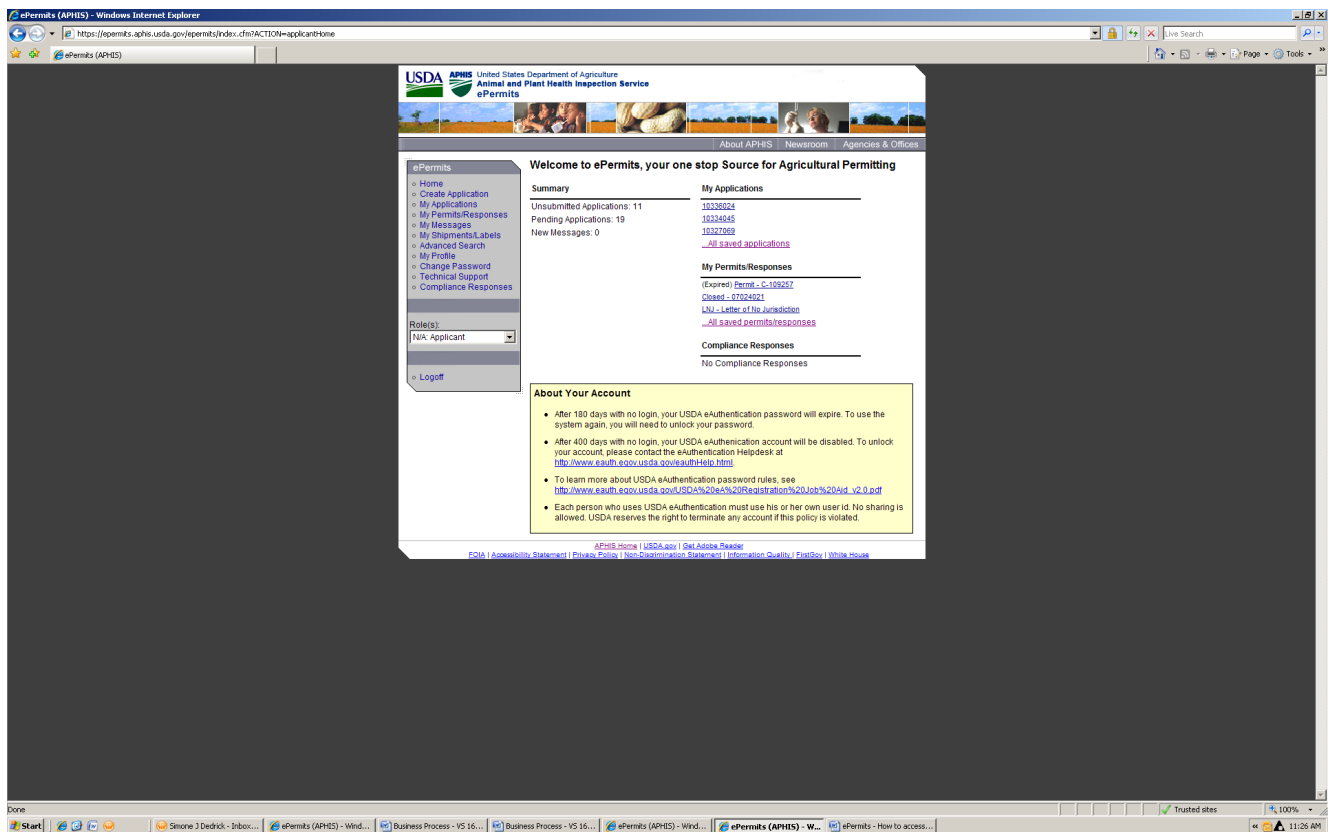 ePermits (APHIS) - Windows Internet Explorer
https://epermits.aphis.usda.gov/epermits/index.cfm?ACTION=applicantHome
Live Search
ePermits (APHIS)
Page
Tools
USDA
APHIS
United States Department of Agriculture
Animal and Plant Health Inspection Service
ePermits
About APHIS | Newsroom | Agencies & Offices
ePermits
Home
Create Application
My Applications
My Permits/Responses
My Messages
My Shipments/Labels
Advanced Search
My Profile
Change Password
Technical Support
Compliance Responses
Role(s):
N/A: Applicant
Logoff
Welcome to ePermits, your one stop Source for Agricultural Permitting
Summary
Unsubmitted Applications: 11
Pending Applications: 19
New Messages: 0
My Applications
10336024
10334045
10327069
...All saved applications
My Permits/Responses
(Expired) Permit - C-109257
Closed - 07024021
LNJ - Letter of No Jurisdiction
...All saved permits/responses
Compliance Responses
No Compliance Responses
About Your Account
After 180 days with no login, your USDA eAuthentication password will expire. To use the
system again, you will need to unlock your password.
After 400 days with no login, your USDA eAuthenication account will be disabled. To unlock
your account, please contact the eAuthentication Helpdesk at
http://www.eauth.egov.usda.gov/eauthHelp.html.
To learn more about USDA eAuthentication password rules, see
http://www.eauth.egov.usda.gov/USDA%20eA%20Registration%20Job%20Aid_v2.0.pdf
Each person who uses USDA eAuthentication must use his or her own user id. No sharing is
allowed. USDA reserves the right to terminate any account if this policy is violated.
APHIS Home | USDA.gov | Get Adobe Reader
FOIA | Accessibility Statement | Privacy Policy | Non-Discrimination Statement | Information Quality | FirstGov | White House
Done
Trusted sites
100%
Start
Simone J Dedrick - Inbox...
ePermits (APHIS) - Wind...
Business Process - VS 16...
Business Process - VS 16...
ePermits (APHIS) - Wind...
ePermits (APHIS) - W...
ePermits - How to access...
11:26 AM